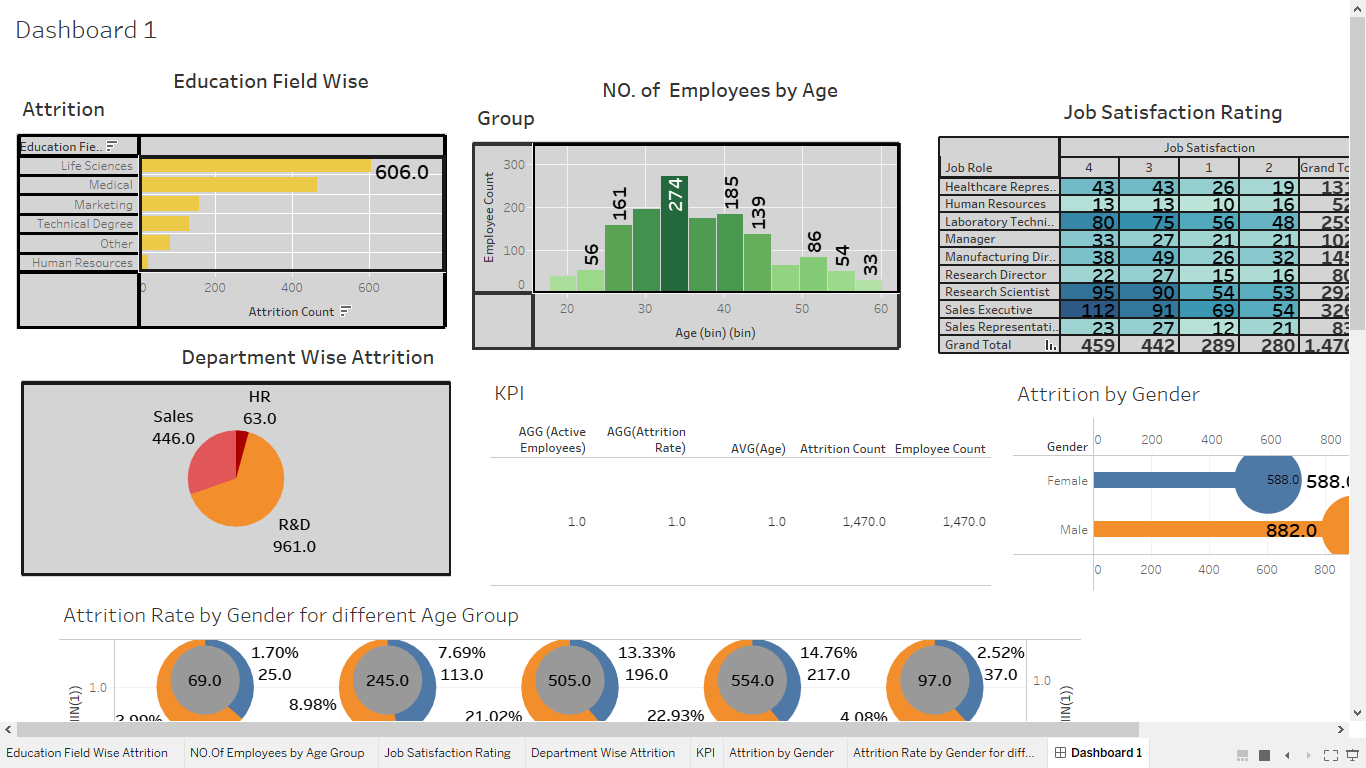 Dashboard 1
Education Field Wise
Attrition
Education Fie..
Life Sciences
606.0
Medical
Marketing
Technical Degree
Other
Human Resources
0 200 400 600
Attrition Count
NO. of Employees by Age
Group
Employee Count
300
200
100
0
56 161 274 185 139 86 54 33
20 30 40 50 60
Age (bin) (bin)
Job Satisfaction Rating
Job Satisfaction
Job Role 4 3 1 2 Grand To
Healthcare Repres.. 43 43 26 19 131
Human Resources 13 13 10 16 52
Laboratory Techni.. 80 75 56 48 259
Manager 33 27 21 21 102
Manufacturing Dir.. 38 49 26 32 145
Research Director 22 27 15 16 80
Research Scientist 95 90 54 53 292
Sales Executive 112 91 69 54 326
Sales Representati.. 23 27 12 21 83
Grand Total 459 442 289 280 1,470
Department Wise Attrition
HR
63.0
Sales
446.0
R&D
961.0
KPI
AGG (Active Employees) AGG(Attrition Rate) AVG(Age) Attrition Count Employee Count
1.0 1.0 1.0 1,470.0 1,470.0
Attrition by Gender
Gender 0 200 400 600 800
Female 588.0 588.0
Male 882.0
0 200 400 600 800
Attrition Rate by Gender for different Age Group
1.70% 7.69% 13.33% 14.76% 2.52%
25.0 113.0 196.0 217.0 37.0
69.0 245.0 505.0 554.0 97.0
1.0 1.0
8.98% 21.02% 22.93% 4.08%
2.99%
IIN(1)) IIN(1))
Education Field Wise Attrition NO.Of Employees by Age Group Job Satisfaction Rating Department Wise Attrition KPI Attrition by Gender Attrition Rate by Gender for diff... Dashboard 1